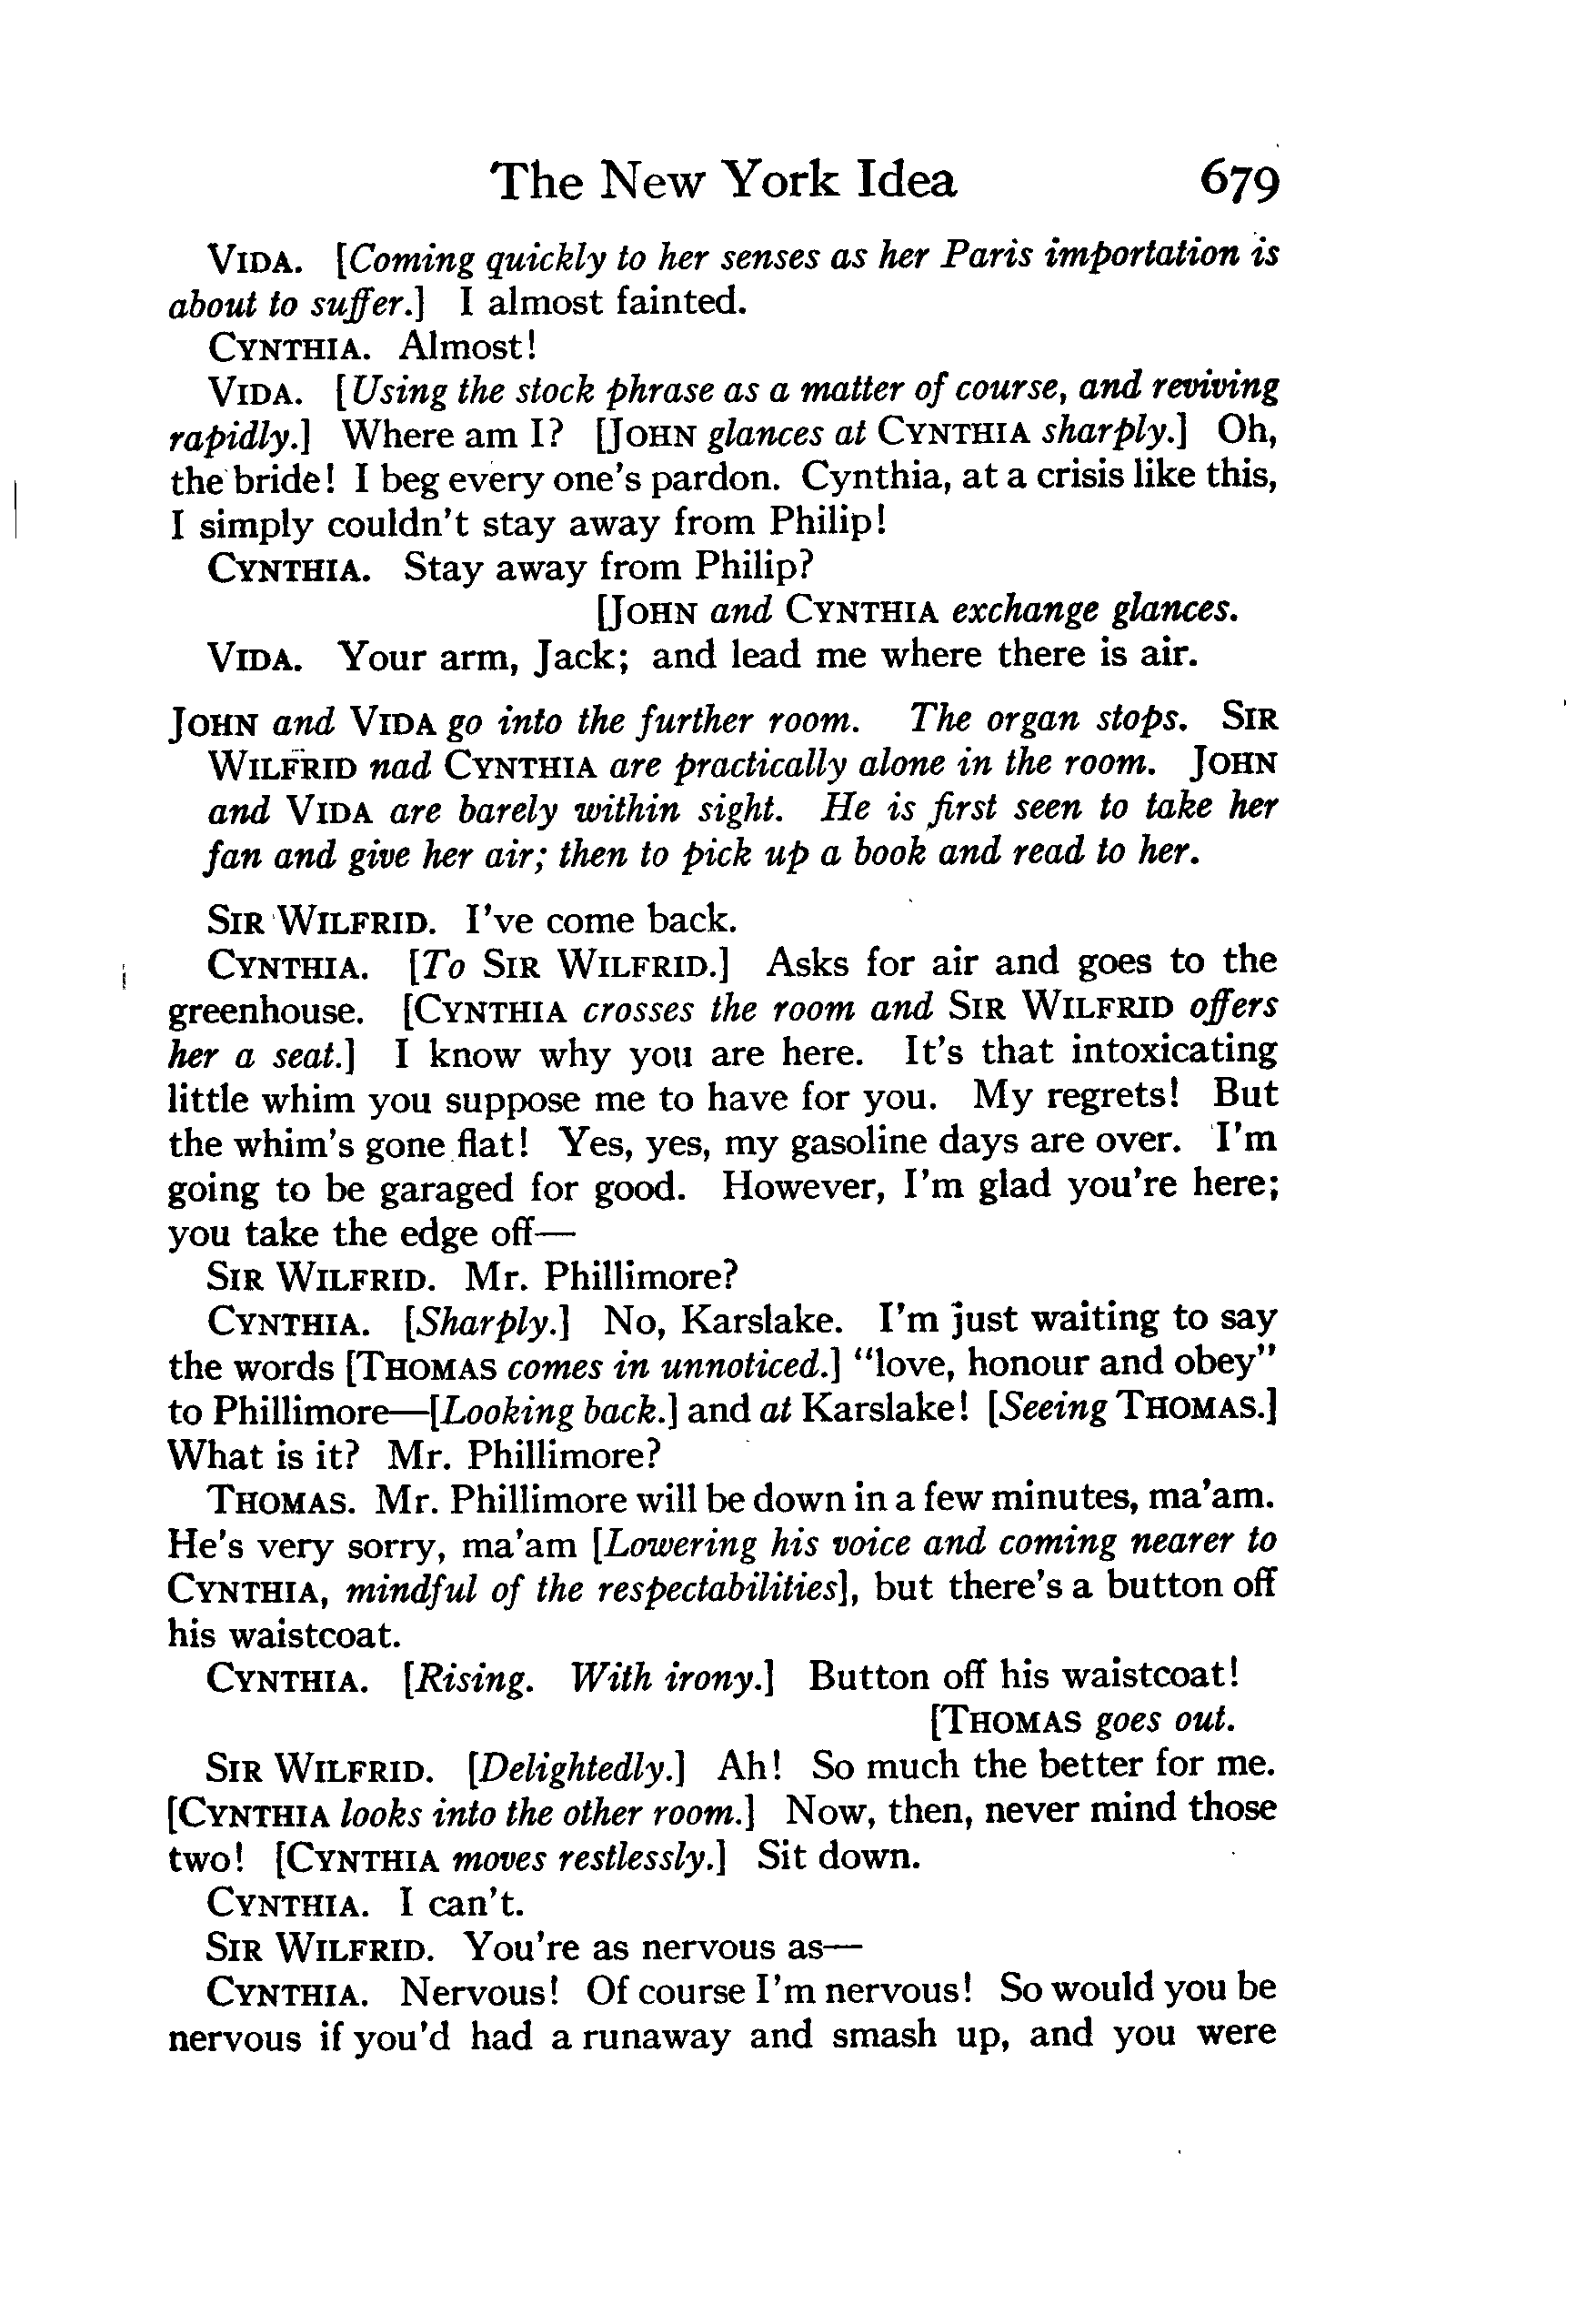 The New York Idea 679
VIDA. [Coming quickly to her senses as her Paris importation is
about to suffer.] I almost fainted.
CYNTHIA. Almost!
VIDA. [Using the stock phrase as a matter of course, and reviving
rapidly.] Where am I? [JOHN glances at CYNTHIA sharply.] Oh,
the bride! I beg every one's pardon. Cynthia, at a crisis like this,
I simply couldn't stay away from Philip!
CYNTHIA. Stay away from Philip?
[JOHN and CYNTHIA exchange glances.
VIDA. Your arm, Jack; and lead me where there is air.
JOHN and VIDA go into the further room. The organ stops. SIR
WILFRID nad CYNTHIA are practically alone in the room. JOHN
and VIDA are barely within sight. He is first seen to take her
fan and give her air; then to pick up a book and read to her.
SIR WILFRID. I've come back.
CYNTHIA. [To SIR WILFRID.] Asks for air and goes to the
greenhouse. [CYNTHIA crosses the room and SIR WILFRID offers
her a seat.] I know why you are here. It's that intoxicating
little whim you suppose me to have for you. My regrets! But
the whim's gone flat! Yes, yes, my gasoline days are over. I'm
going to be garaged for good. However, I'm glad you're here;
you take the edge off—
SIR WILFRID. Mr. Phillimore?
CYNTHIA. [Sharply.] No, Karslake. I'm just waiting to say
the words [THOMAS comes in unnoticed.] "love, honour and obey"
to Phillimore—[Looking back.] and at Karslake! [Seeing THOMAS.]
What is it? Mr. Phillimore?
THOMAS. Mr. Phillimore will be down in a few minutes, ma'am.
He's very sorry, ma'am [Lowering his voice and coming nearer to
CYNTHIA, mindful of the respectabilities], but there's a button off
his waistcoat.
CYNTHIA. [Rising. With irony.] Button off his waistcoat!
[THOMAS goes out.
SIR WILFRID. [Delightedly.] Ah! So much the better for me.
[CYNTHIA looks into the other room.] Now, then, never mind those
two! [CYNTHIA moves restlessly.] Sit down.
CYNTHIA. I can't.
SIR WILFRID. You're as nervous as—
CYNTHIA. Nervous! Of course I'm nervous! So would you be
nervous if you'd had a runaway and smash up, and you were